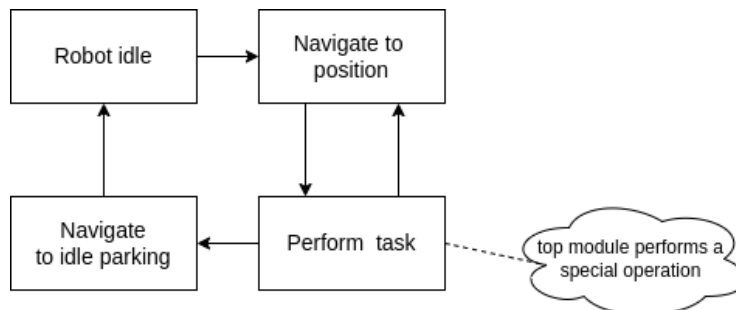 Robot idle
Navigate to
position
Navigate
to idle parking
Perform task
top module performs a
special operation